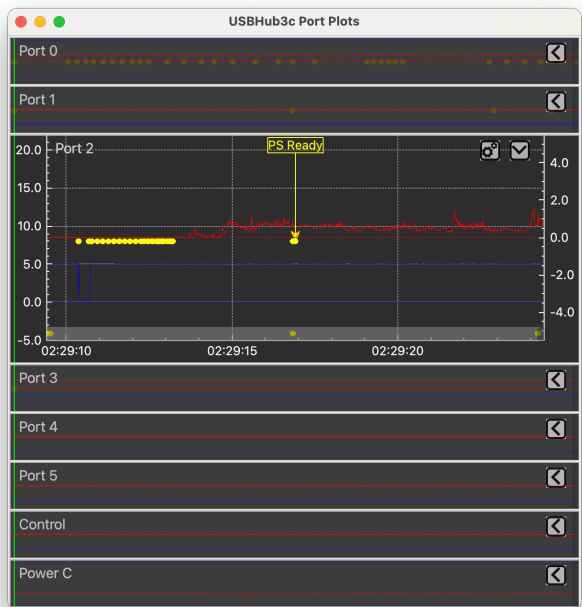 USBHub3c Port Plots
Port 0
Port 1
Port 2
PS Ready
20.0
15.0
10.0
5.0
0.0
-5.0
4.0
2.0
0.0
-2.0
-4.0
02:29:10
02:29:15
02:29:20
Port 3
Port 4
Port 5
Control
Power C